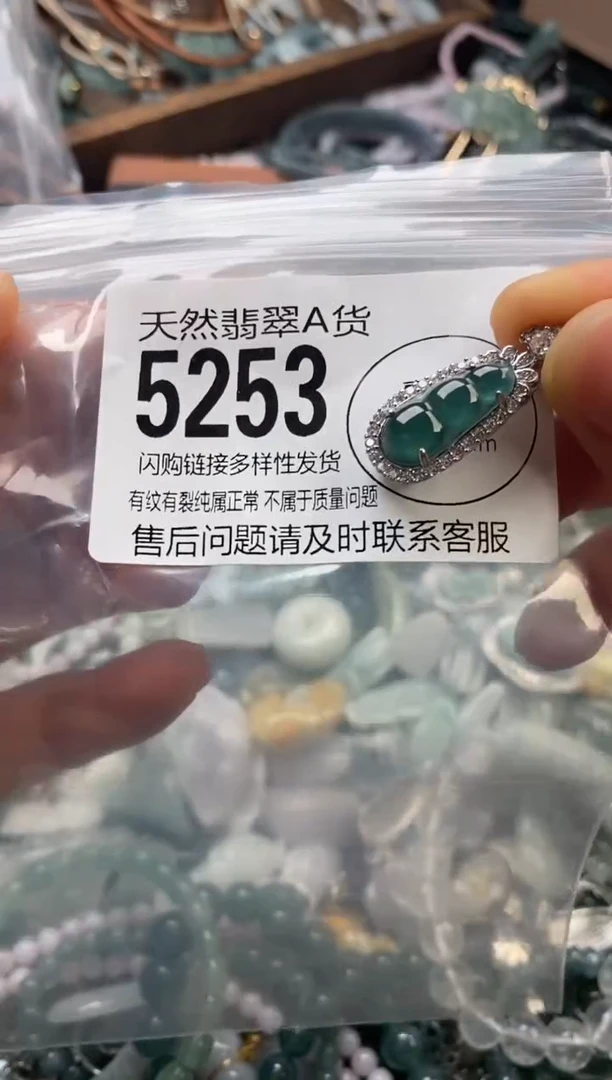 天然翡翠A货
5253
闪购链接多样性发货
有纹有裂纯属正常 不属于质量问题
售后问题请及时联系客服